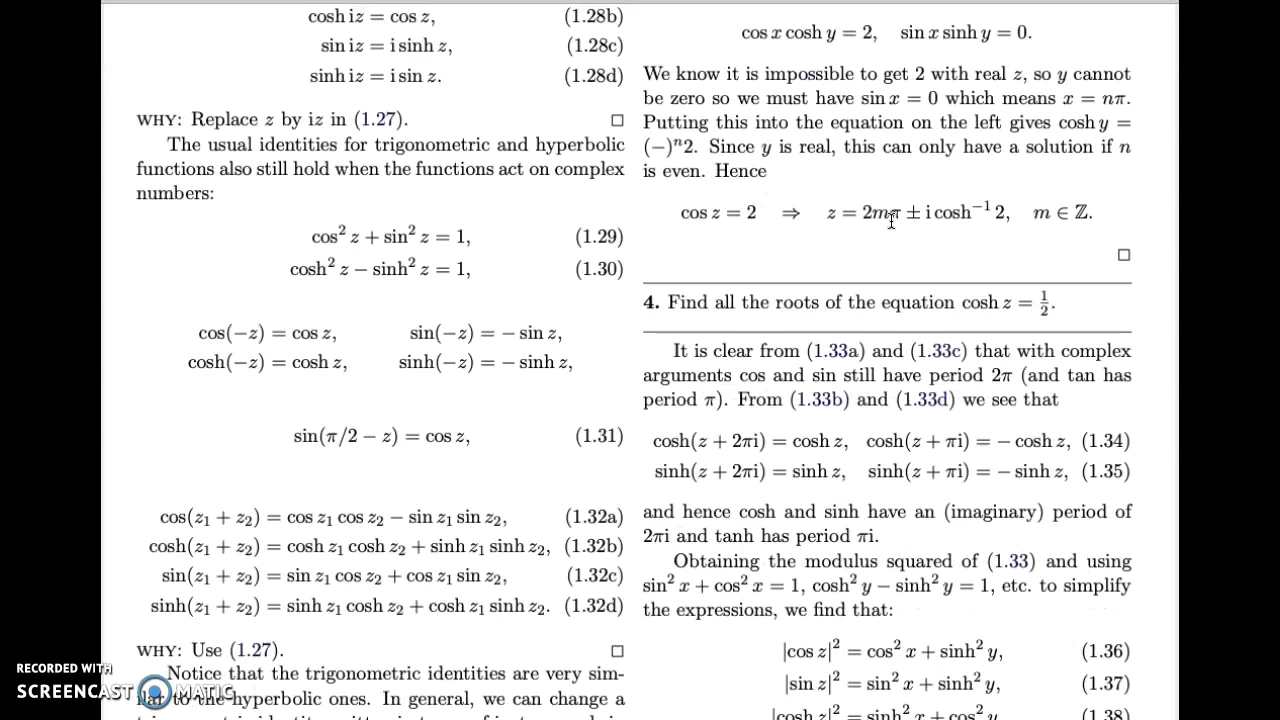 cosh iz = cos z, (1.28b)
sin iz = i sinh z, (1.28c)
sinh iz = i sin z. (1.28d)
WHY: Replace z by iz in (1.27). □
The usual identities for trigonometric and hyperbolic
functions also still hold when the functions act on complex
numbers:
cos² z + sin² z = 1, (1.29)
cosh² z − sinh² z = 1, (1.30)
cos(−z) = cos z, sin(−z) = − sin z,
cosh(−z) = cosh z, sinh(−z) = − sinh z,
sin(π/2 − z) = cos z, (1.31)
cos(z₁ + z₂) = cos z₁ cos z₂ − sin z₁ sin z₂, (1.32a)
cosh(z₁ + z₂) = cosh z₁ cosh z₂ + sinh z₁ sinh z₂, (1.32b)
sin(z₁ + z₂) = sin z₁ cos z₂ + cos z₁ sin z₂, (1.32c)
sinh(z₁ + z₂) = sinh z₁ cosh z₂ + cosh z₁ sinh z₂. (1.32d)
WHY: Use (1.27). □
Notice that the trigonometric identities are very sim-
to the hyperbolic ones. In general, we can change a
cos x cosh y = 2, sin x sinh y = 0.
We know it is impossible to get 2 with real z, so y cannot
be zero so we must have sin x = 0 which means x = nπ.
Putting this into the equation on the left gives cosh y =
(−)ⁿ2. Since y is real, this can only have a solution if n
is even. Hence
cos z = 2 ⇒ z = 2mπ ± i cosh⁻¹ 2, m ∈ ℤ.
□
4. Find all the roots of the equation cosh z = ½.
It is clear from (1.33a) and (1.33c) that with complex
arguments cos and sin still have period 2π (and tan has
period π). From (1.33b) and (1.33d) we see that
cosh(z + 2πi) = cosh z, cosh(z + πi) = − cosh z, (1.34)
sinh(z + 2πi) = sinh z, sinh(z + πi) = − sinh z, (1.35)
and hence cosh and sinh have an (imaginary) period of
2πi and tanh has period πi.
Obtaining the modulus squared of (1.33) and using
sin² x + cos² x = 1, cosh² y − sinh² y = 1, etc. to simplify
the expressions, we find that:
|cos z|² = cos² x + sinh² y, (1.36)
|sin z|² = sin² x + sinh² y, (1.37)
|cosh z|² = sinh² x + cos² y (1.38)
RECORDED WITH
SCREENCAST MATIC